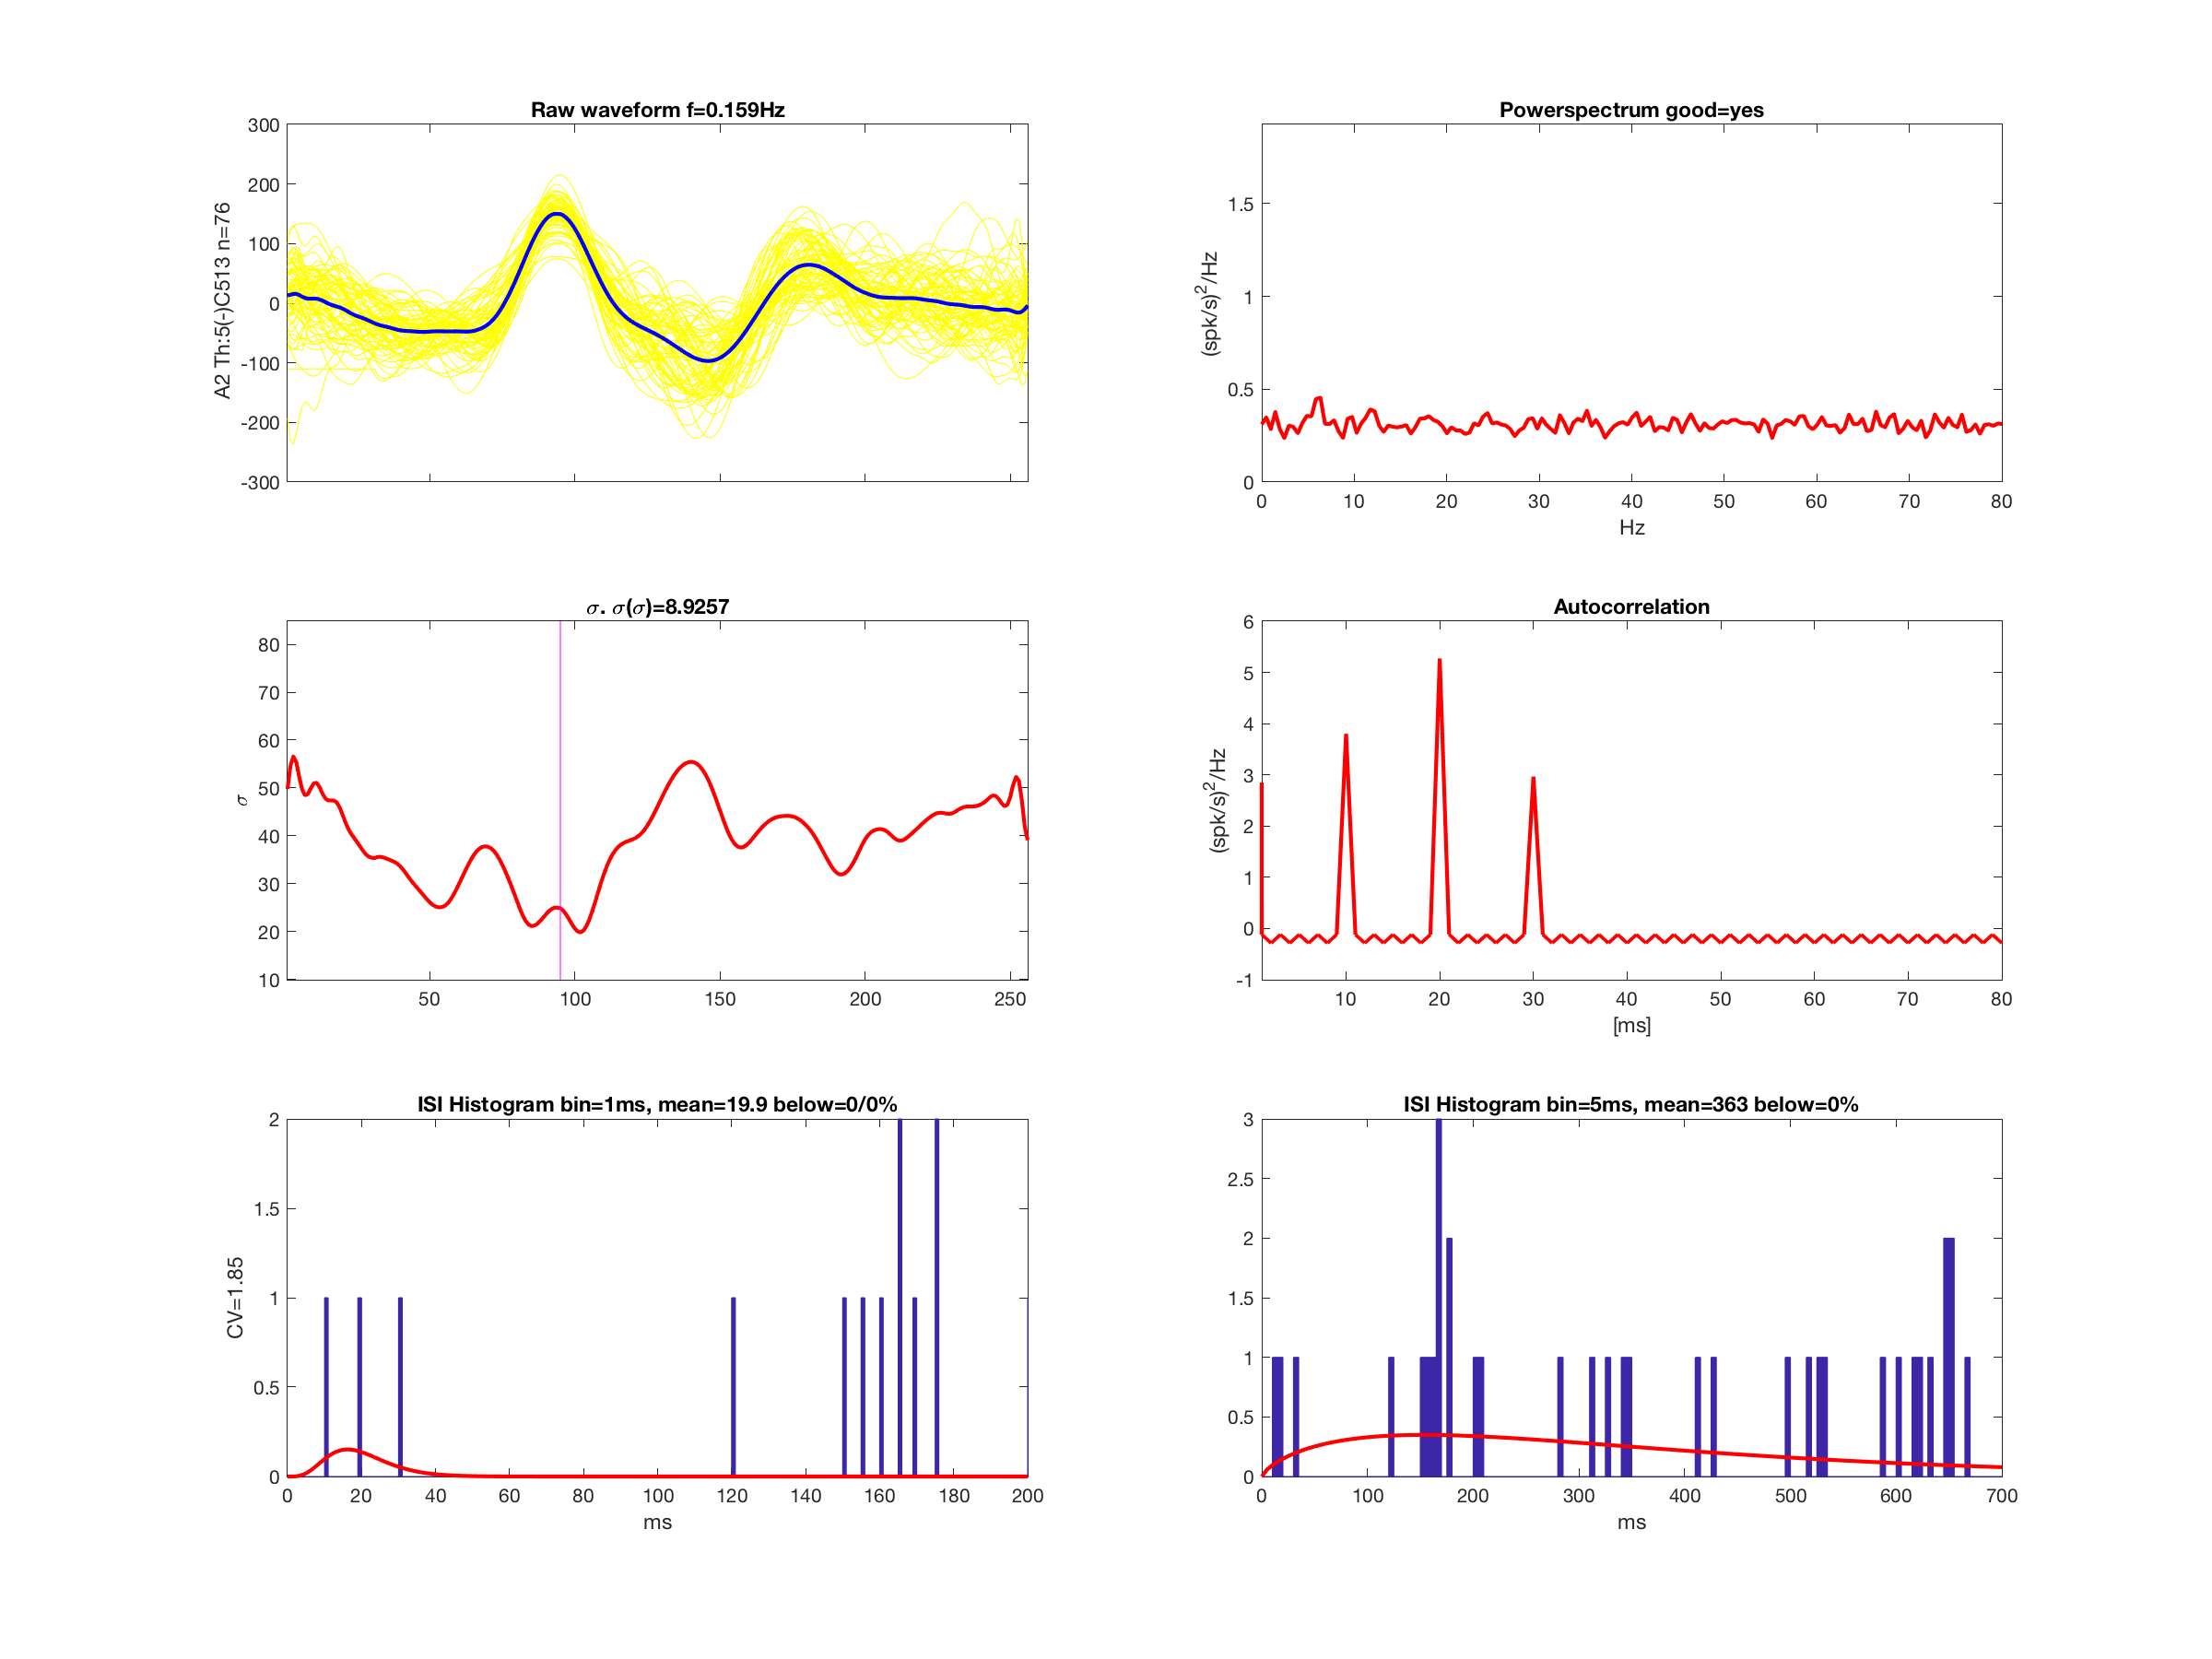 Raw waveform f=0.159Hz
A2 Th:5(-)C513 n=76
300
200
100
0
-100
-200
-300
Powerspectrum good=yes
(spk/s)²/Hz
1.5
1
0.5
0
0 10 20 30 40 50 60 70 80
Hz
σ. σ(σ)=8.9257
σ
80
70
60
50
40
30
20
10
50 100 150 200 250
Autocorrelation
(spk/s)²/Hz
6
5
4
3
2
1
0
-1
10 20 30 40 50 60 70 80
[ms]
ISI Histogram bin=1ms, mean=19.9 below=0/0%
CV=1.85
2
1.5
1
0.5
0
0 20 40 60 80 100 120 140 160 180 200
ms
ISI Histogram bin=5ms, mean=363 below=0%
3
2.5
2
1.5
1
0.5
0
0 100 200 300 400 500 600 700
ms